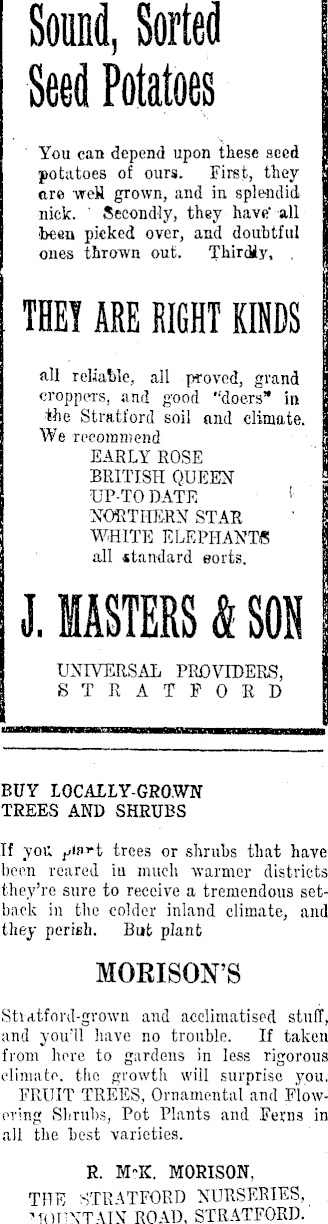 Sound, Sorted
Seed Potatoes
You can depend upon these seed
potatoes of ours. First, they
are well grown, and in splendid
nick. Secondly, they have all
been picked over, and doubtful
ones thrown out. Thirdly,
THEY ARE RIGHT KINDS
all reliable, all proved, grand
croppers, and good "doers" in
the Stratford soil and climate.
We recommend
EARLY ROSE
BRITISH QUEEN
UP-TO DATE
NORTHERN STAR
WHITE ELEPHANTS
all standard sorts.
J. MASTERS & SON
UNIVERSAL PROVIDERS,
STRATFORD
BUY LOCALLY-GROWN
TREES AND SHRUBS
If you plant trees or shrubs that have
been reared in much warmer districts
they're sure to receive a tremendous set-
back in the colder inland climate, and
they perish. But plant
MORISON'S
Stratford-grown and acclimatised stuff,
and you'll have no trouble. If taken
from here to gardens in less rigorous
climate, the growth will surprise you.
FRUIT TREES, Ornamental and Flow-
ering Shrubs, Pot Plants and Ferns in
all the best varieties.
R. McK. MORISON,
THE STRATFORD NURSERIES,
MOUNTAIN ROAD, STRATFORD.